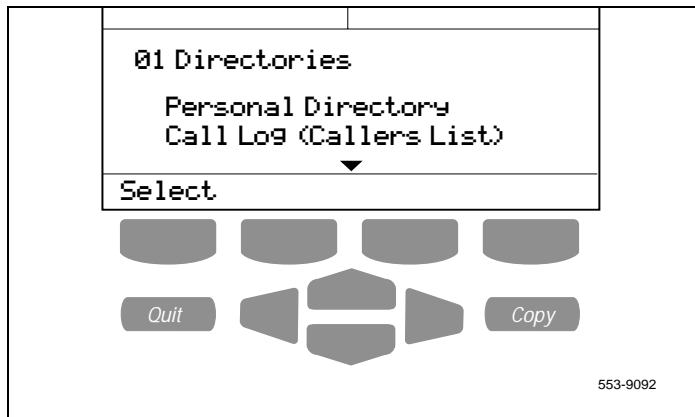 01 Directories
Personal Directory
Call Log (Callers List)
Select
Quit
Copy
553-9092